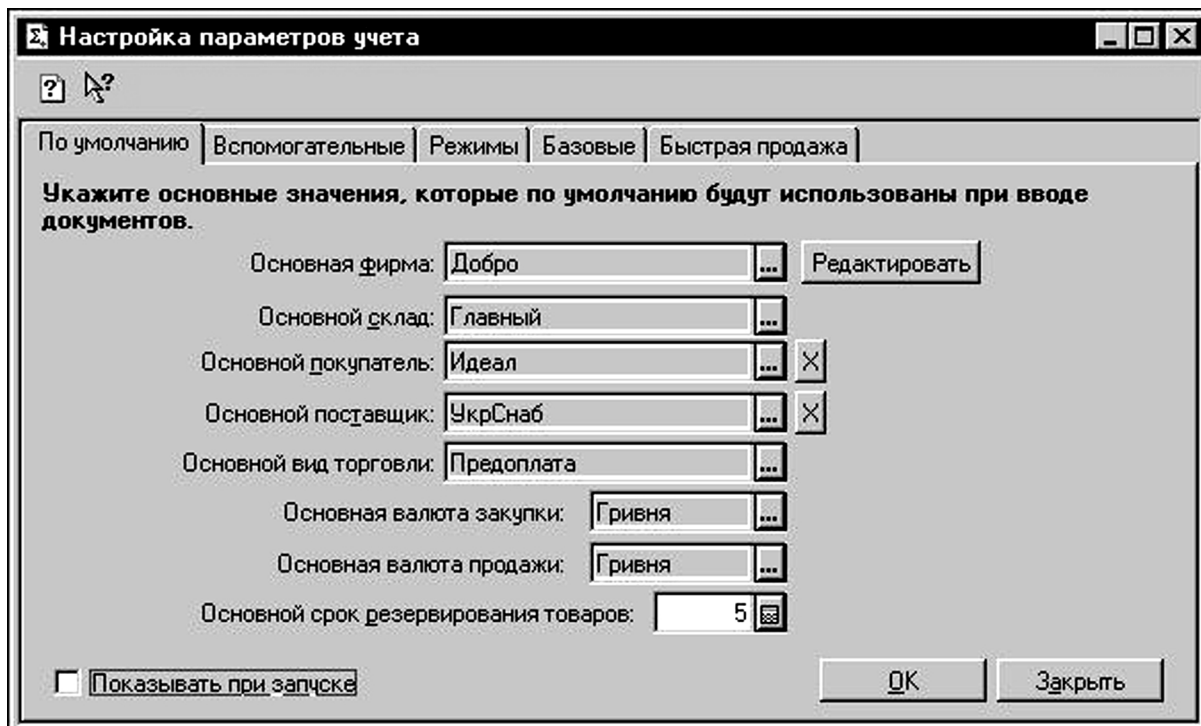 Настройка параметров учета
По умолчанию Вспомогательные Режимы Базовые Быстрая продажа
Укажите основные значения, которые по умолчанию будут использованы при вводе
документов.
Основная фирма: Добро ... Редактировать
Основной склад: Главный ...
Основной покупатель: Идеал ... X
Основной поставщик: УкрСнаб ... X
Основной вид торговли: Предоплата ...
Основная валюта закупки: Гривня ...
Основная валюта продажи: Гривня ...
Основной срок резервирования товаров: 5
Показывать при запуске OK Закрыть